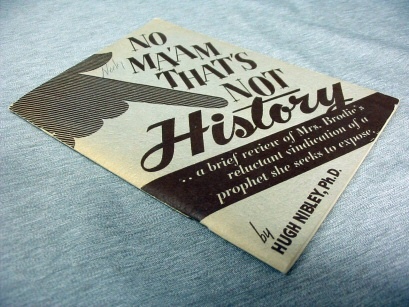 NO
MA'AM
THAT'S
NOT
History
. . a brief review of Mrs. Brodie's
reluctant vindication of a
prophet she seeks to expose.
by
HUGH NIBLEY, Ph.D.